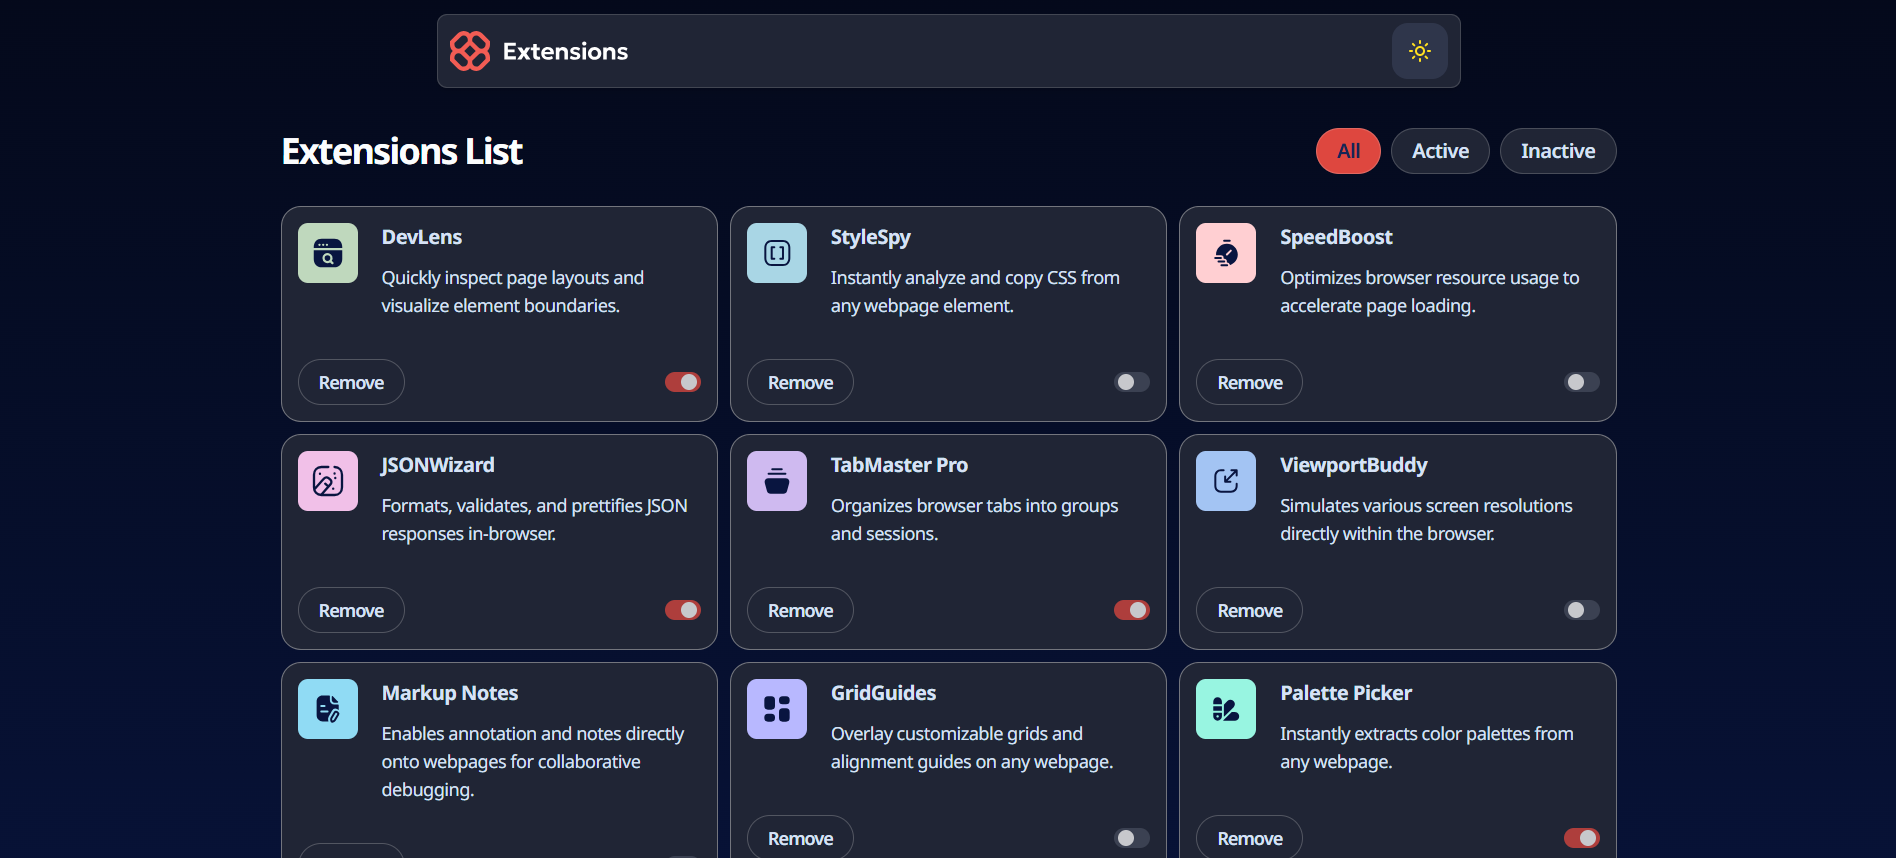 Extensions
Extensions List
All
Active
Inactive
DevLens
Quickly inspect page layouts and
visualize element boundaries.
Remove
StyleSpy
Instantly analyze and copy CSS from
any webpage element.
Remove
SpeedBoost
Optimizes browser resource usage to
accelerate page loading.
Remove
JSONWizard
Formats, validates, and prettifies JSON
responses in-browser.
Remove
TabMaster Pro
Organizes browser tabs into groups
and sessions.
Remove
ViewportBuddy
Simulates various screen resolutions
directly within the browser.
Remove
Markup Notes
Enables annotation and notes directly
onto webpages for collaborative
debugging.
GridGuides
Overlay customizable grids and
alignment guides on any webpage.
Remove
Palette Picker
Instantly extracts color palettes from
any webpage.
Remove